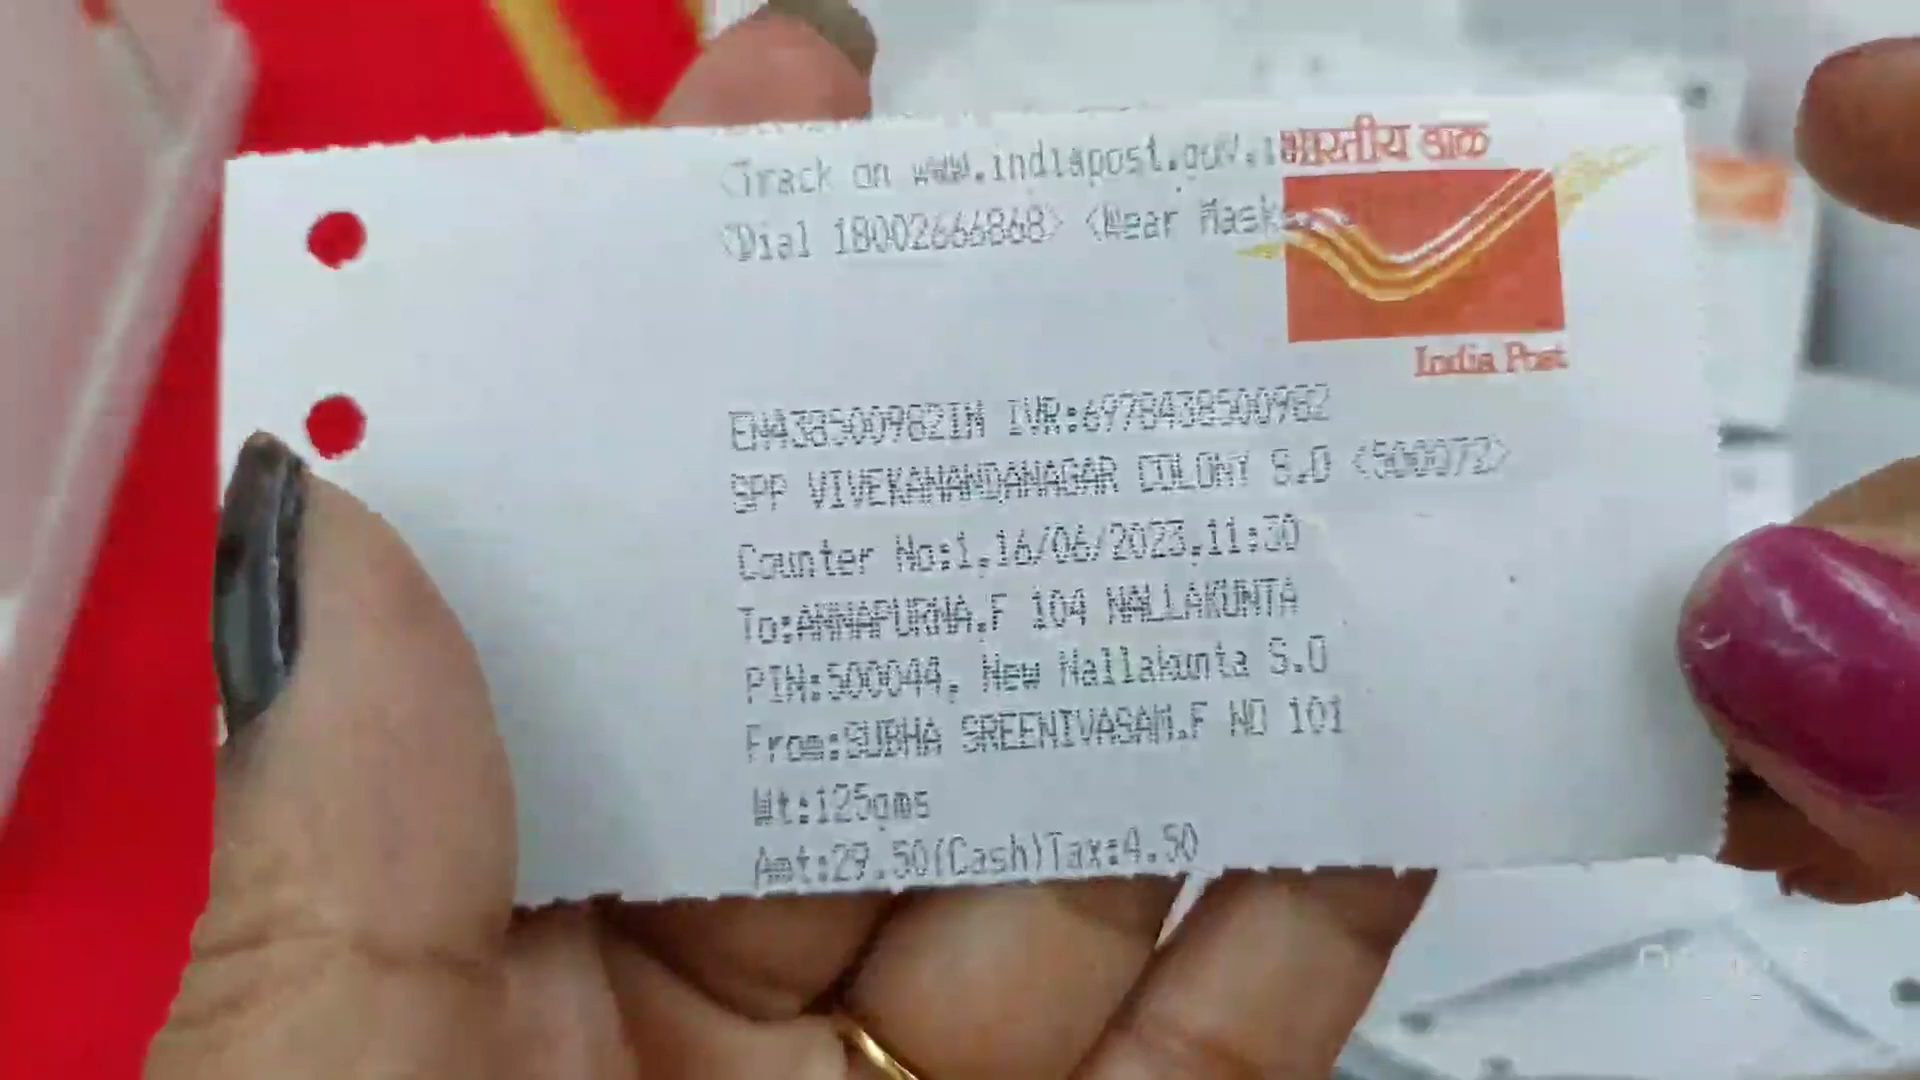 <Track on www.indiapost.gov.i
<Dial 18002666868> <Wear Mask
भारतीय डाक
India Post
EN438500982IN IVR:6978438500982
SPP VIVEKANANDANAGAR COLONY S.O <500072>
Counter No:1,16/06/2023,11:30
To:ANNAPURNA.F 104 NALLAKUNTA
PIN:500044, New Nallakunta S.O
From:SUBHA SREENIVASAM.F NO 101
Wt:125gms
Amt:29.50(Cash)Tax:4.50